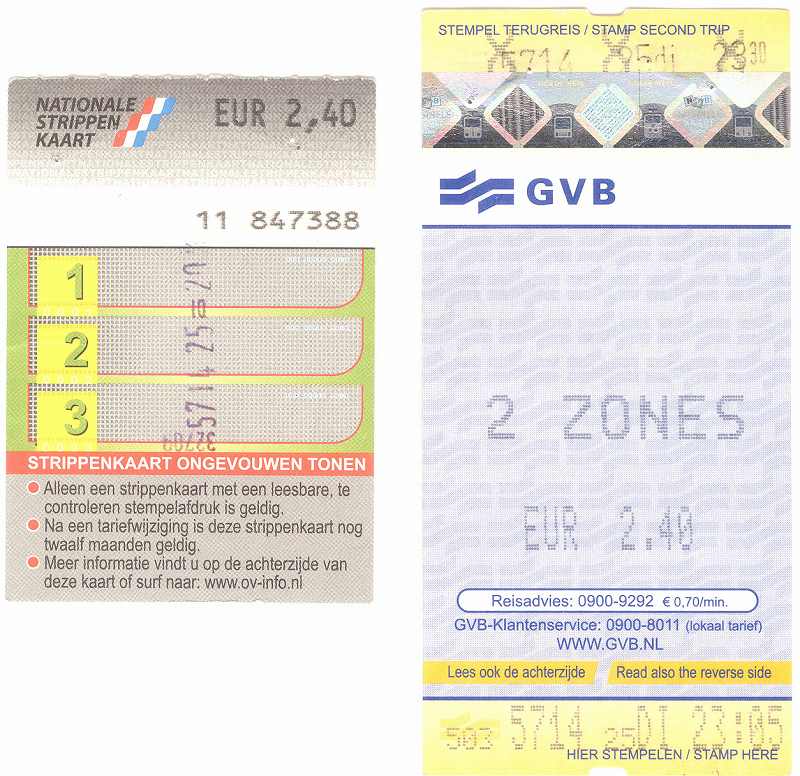 NATIONALE
STRIPPEN
KAART
EUR 2,40
11 847388
1
2
3
57 14 25
STRIPPENKAART ONGEVOUWEN TONEN
Alleen een strippenkaart met een leesbare, te
controleren stempelafdruk is geldig.
Na een tariefwijziging is deze strippenkaart nog
twaalf maanden geldig.
Meer informatie vindt u op de achterzijde van
deze kaart of surf naar: www.ov-info.nl
STEMPEL TERUGREIS / STAMP SECOND TRIP
5714
GVB
2 ZONES
EUR 2.40
Reisadvies: 0900-9292 € 0,70/min.
GVB-Klantenservice: 0900-8011 (lokaal tarief)
WWW.GVB.NL
Lees ook de achterzijde
Read also the reverse side
5714 25DI 23:05
HIER STEMPELEN / STAMP HERE